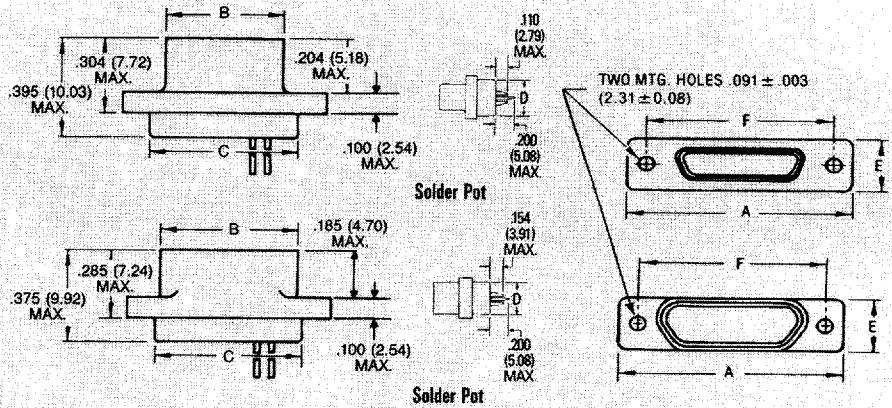 B
.304 (7.72)
MAX.
.395 (10.03)
MAX.
.204 (5.18)
MAX.
C
.100 (2.54)
MAX.
.110
(2.79)
MAX.
D
.200
(5.08)
MAX.
Solder Pot
TWO MTG. HOLES .091 ± .003
(2.31 ± 0.08)
F
E
A
B
.185 (4.70)
MAX.
.285 (7.24)
MAX.
.375 (9.92)
MAX.
C
.100 (2.54)
MAX.
.154
(3.91)
MAX.
D
.200
(5.08)
MAX.
Solder Pot
F
E
A